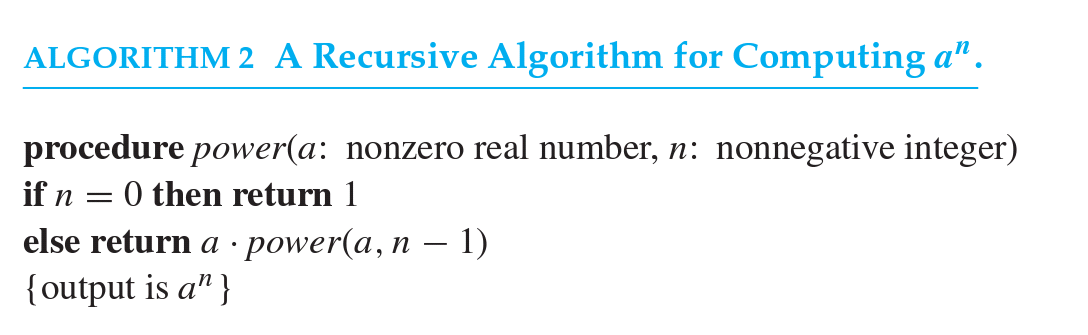 ALGORITHM 2 A Recursive Algorithm for Computing aⁿ.
procedure power(a: nonzero real number, n: nonnegative integer)
if n = 0 then return 1
else return a · power(a, n − 1)
{output is aⁿ}